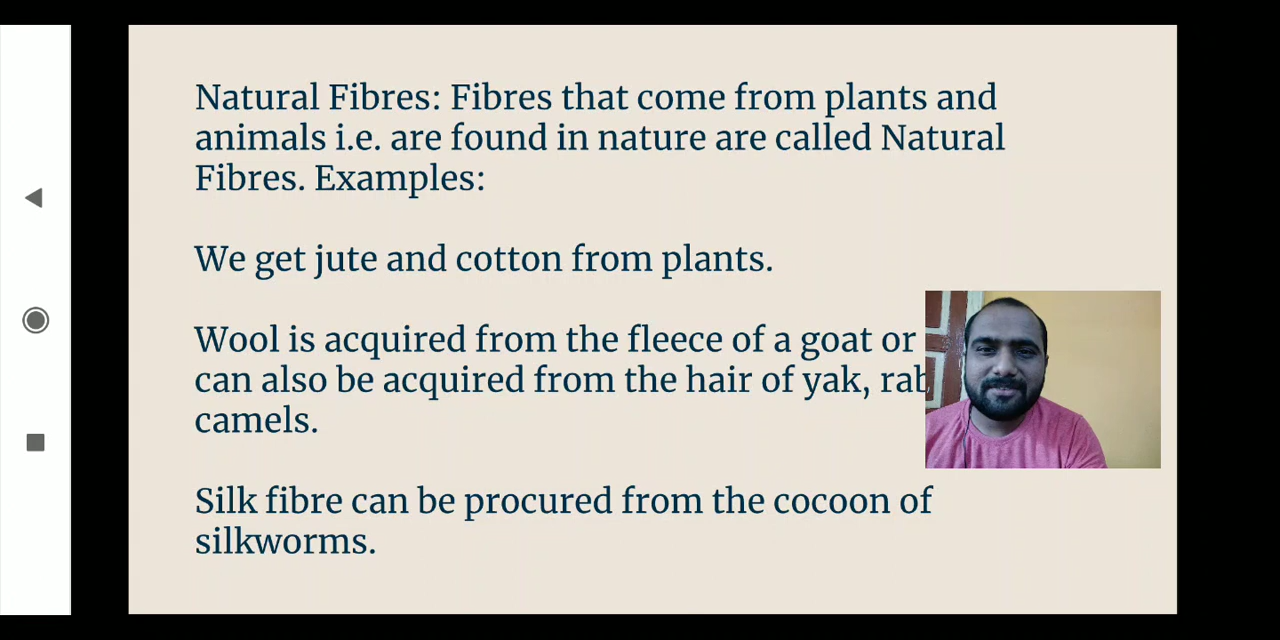 Natural Fibres: Fibres that come from plants and
animals i.e. are found in nature are called Natural
Fibres. Examples:
We get jute and cotton from plants.
Wool is acquired from the fleece of a goat or
can also be acquired from the hair of yak,
camels.
Silk fibre can be procured from the cocoon of
silkworms.